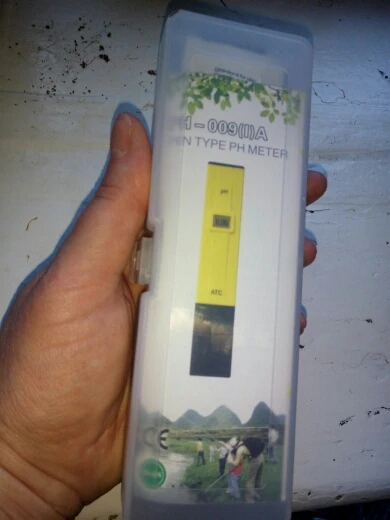 H-009(I)A
PEN TYPE PH METER
pH
ATC
CE